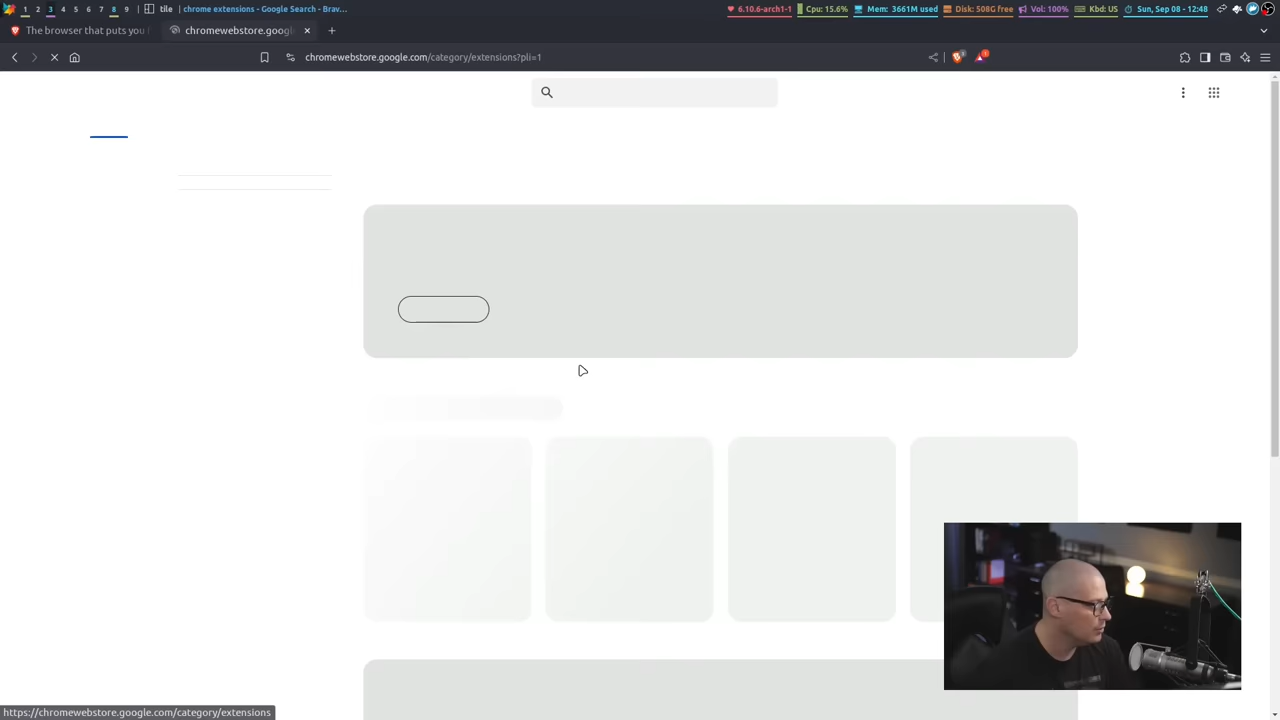 1 2 3 4 5 6 7 8 9 tile chrome extensions - Google Search - Brav... 6.10.6-arch1-1 Cpu: 15.6% Mem: 3661M used Disk: 508G free Vol: 100% Kbd: US Sun, Sep 08 - 12:48
The browser that puts you chromewebstore.googl
chromewebstore.google.com/category/extensions?pli=1
https://chromewebstore.google.com/category/extensions